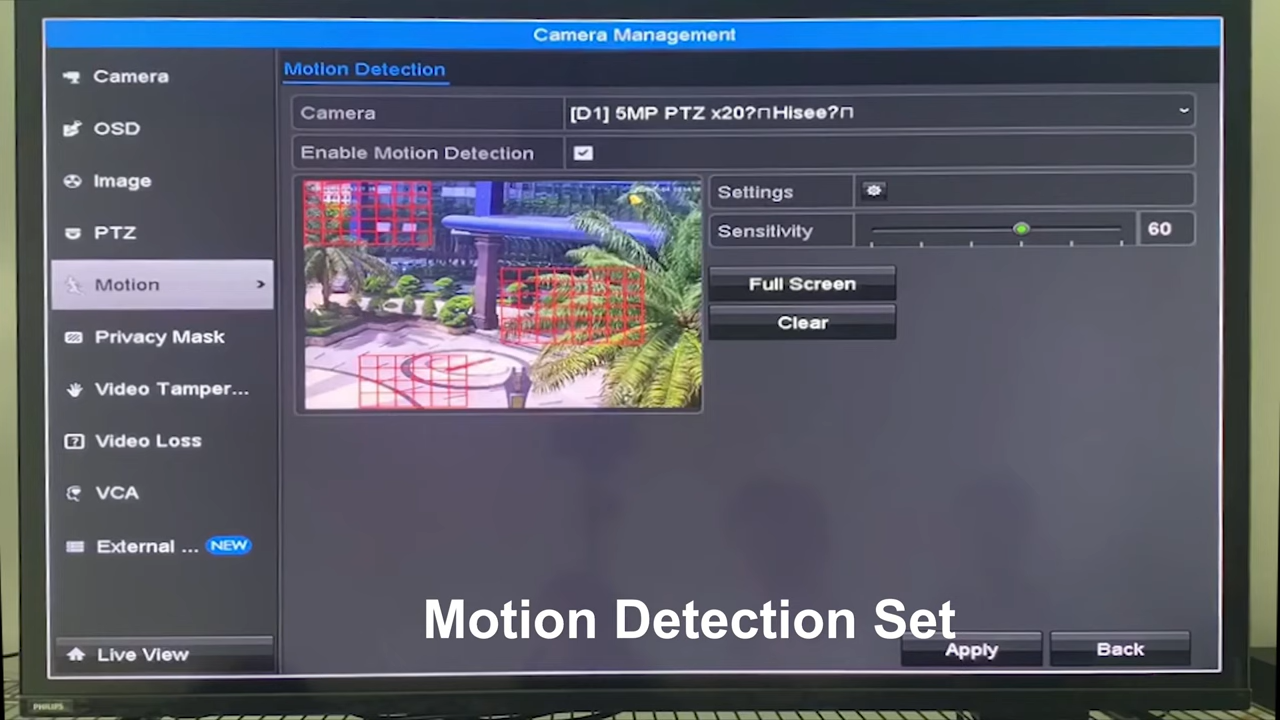 Camera Management
Camera
OSD
Image
PTZ
Motion
Privacy Mask
Video Tamper...
Video Loss
VCA
External ... NEW
Live View
Motion Detection
Camera [D1] 5MP PTZ x20?□Hisee?□
Enable Motion Detection
Settings
Sensitivity 60
Full Screen
Clear
Motion Detection Set
Apply Back
PHILIPS